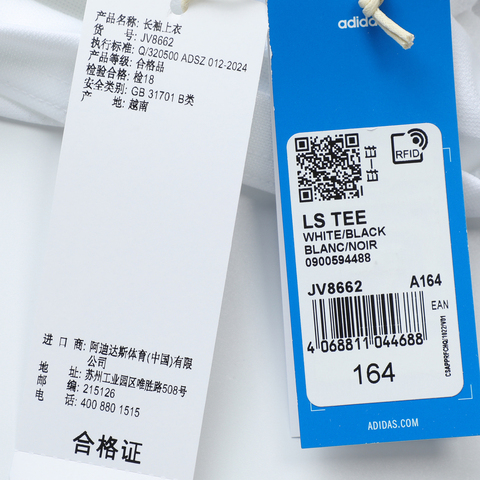 产品名称: 长袖上衣
货 号: JV8662
执行标准: Q/320500 ADSZ 012-2024
产品等级: 合格品
检验合格: 检18
安全类别: GB 31701 B类
产 地: 越南
进 口 商: 阿迪达斯体育(中国)有限
公司
地 址: 苏州工业园区唯胜路508号
邮 编: 215126
电 话: 400 880 1515
合格证
adidas
RFID
LS TEE
WHITE/BLACK
BLANC/NOIR
0900594488
JV8662 A164
EAN
4 068811 044688
164
ADIDAS.COM